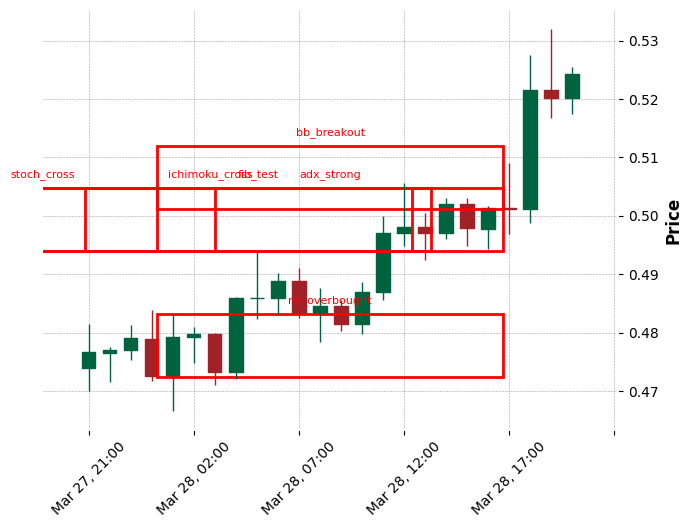 0.53
0.52
bb_breakout
0.51
stoch_cross
ichimoku_cross
adx_strong
0.50
Price
0.49
0.48
0.47
Mar 27, 21:00
Mar 28, 02:00
Mar 28, 07:00
Mar 28, 12:00
Mar 28, 17:00